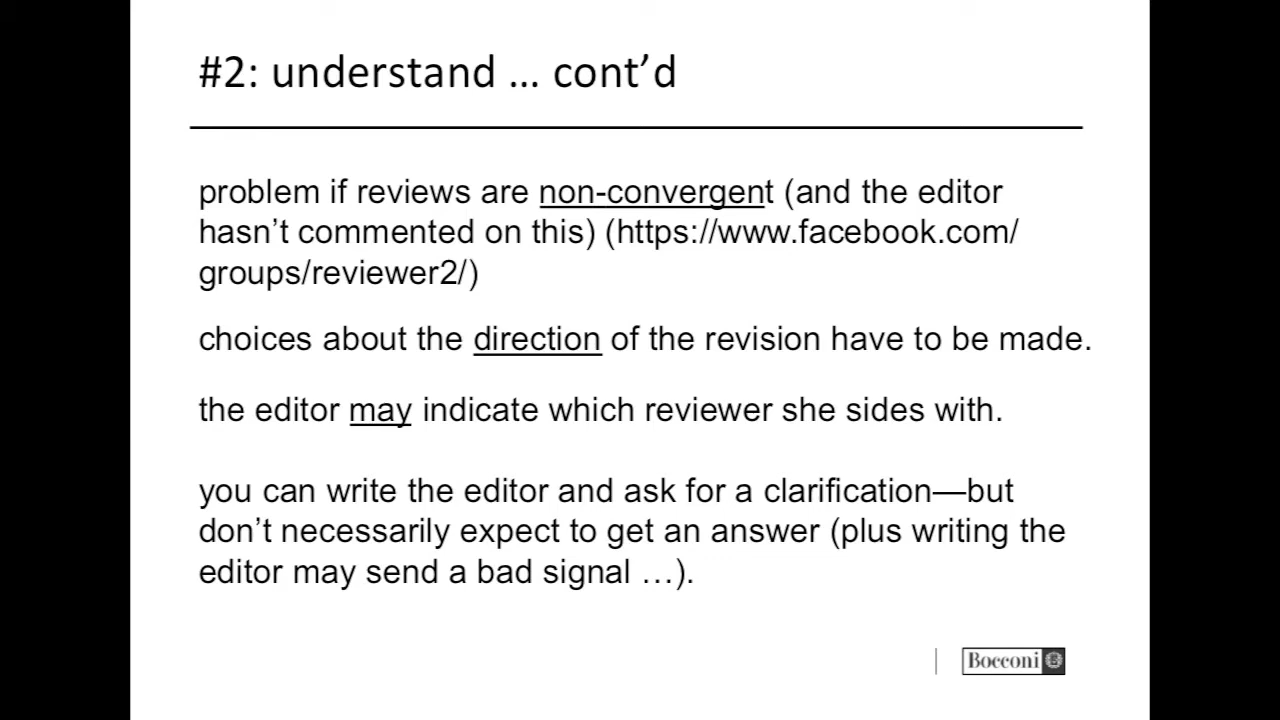 #2: understand … cont’d
problem if reviews are non-convergent (and the editor
hasn’t commented on this) (https://www.facebook.com/
groups/reviewer2/)
choices about the direction of the revision have to be made.
the editor may indicate which reviewer she sides with.
you can write the editor and ask for a clarification—but
don’t necessarily expect to get an answer (plus writing the
editor may send a bad signal …).
Bocconi